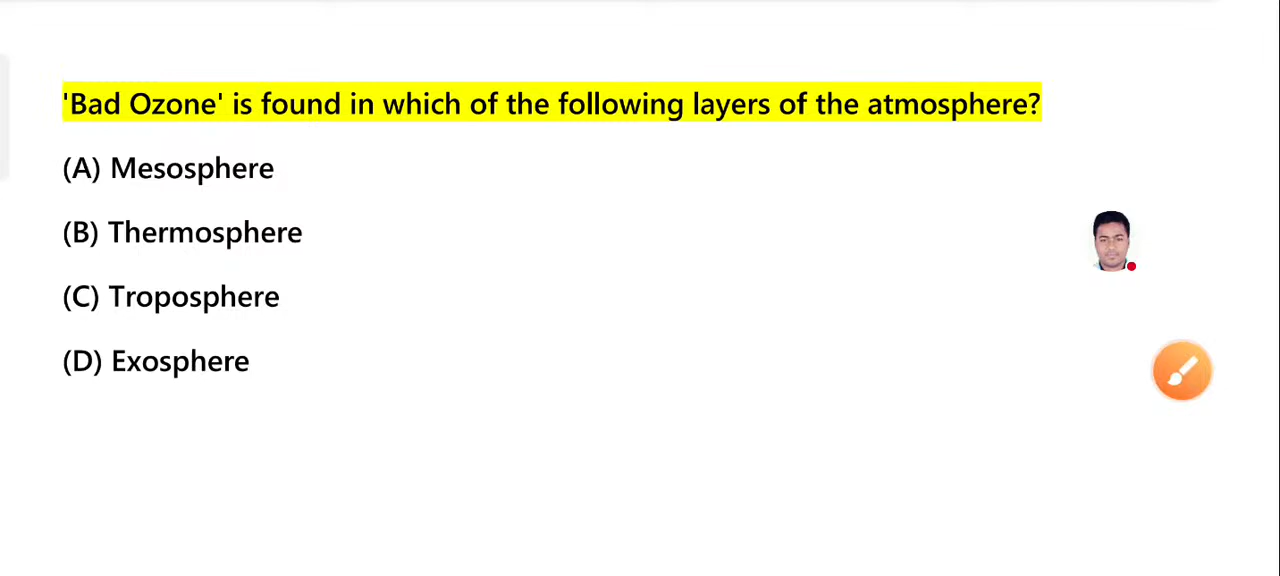 'Bad Ozone' is found in which of the following layers of the atmosphere?
(A) Mesosphere
(B) Thermosphere
(C) Troposphere
(D) Exosphere